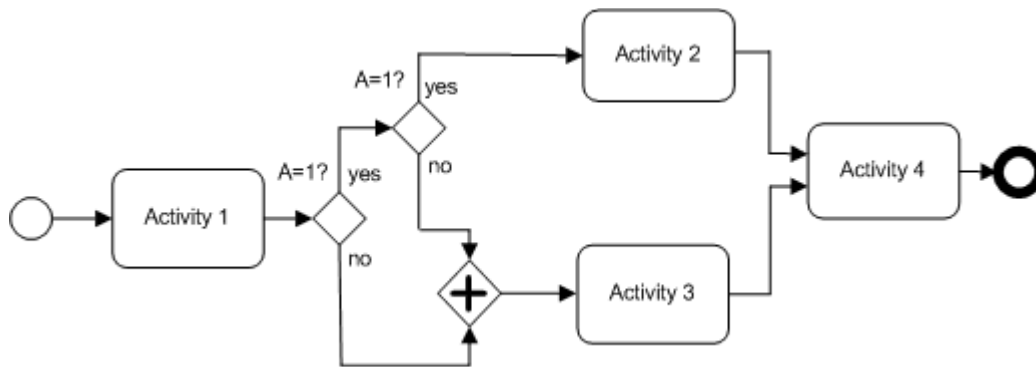 Activity 1
A=1?
yes
no
A=1?
yes
no
Activity 2
Activity 3
Activity 4